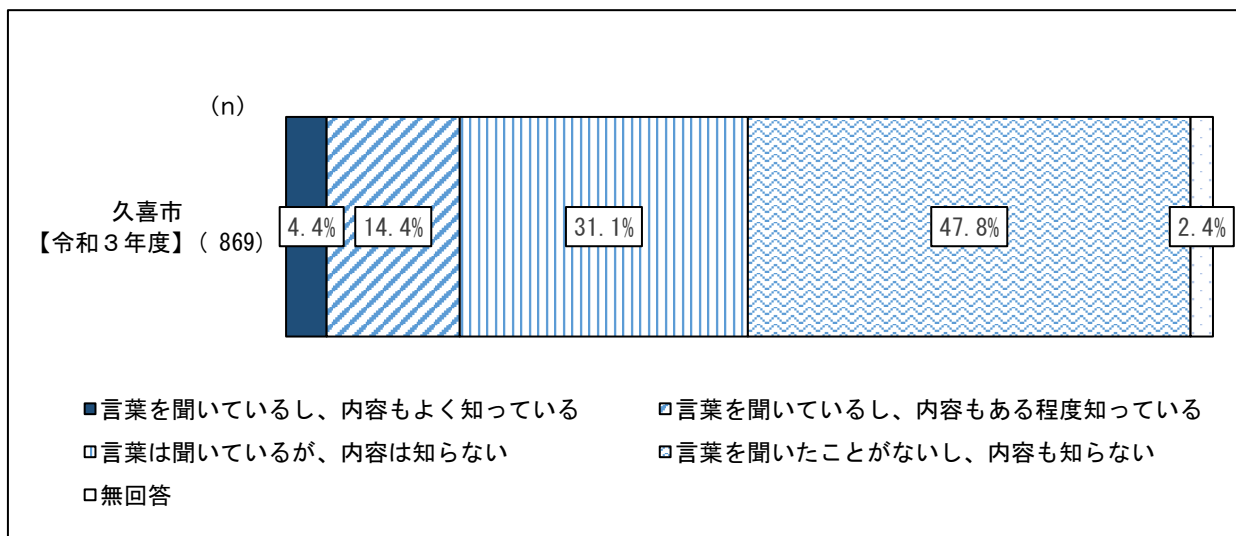 (n)
久喜市
【令和３年度】( 869)
4.4%
14.4%
31.1%
47.8%
2.4%
言葉を聞いているし、内容もよく知っている
言葉を聞いているし、内容もある程度知っている
言葉は聞いているが、内容は知らない
言葉を聞いたことがないし、内容も知らない
無回答